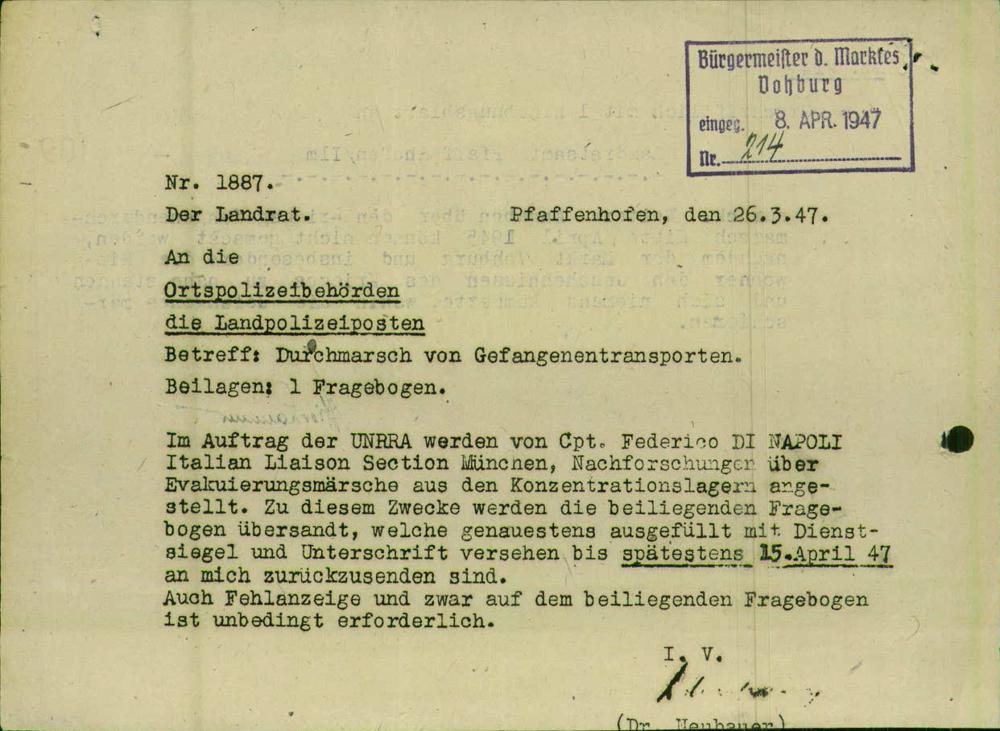 Bürgermeister d. Marktes
Vohburg
eingeg. 8. APR. 1947
Nr. 214
Nr. 1887.
Der Landrat.
Pfaffenhofen, den 26.3.47.
An die
Ortspolizeibehörden
die Landpolizeiposten
Betreff: Durchmarsch von Gefangenentransporten.
Beilagen: 1 Fragebogen.
Im Auftrag der UNRRA werden von Cpt. Federico DI NAPOLI
Italian Liaison Section München, Nachforschungen über
Evakuierungsmärsche aus den Konzentrationslagern ange-
stellt. Zu diesem Zwecke werden die beiliegenden Frage-
bogen übersandt, welche genauestens ausgefüllt mit Dienst-
siegel und Unterschrift versehen bis spätestens 15.April 47
an mich zurückzusenden sind.
Auch Fehlanzeige und zwar auf dem beiliegenden Fragebogen
ist unbedingt erforderlich.
I. V.
(Dr. Neubauer)